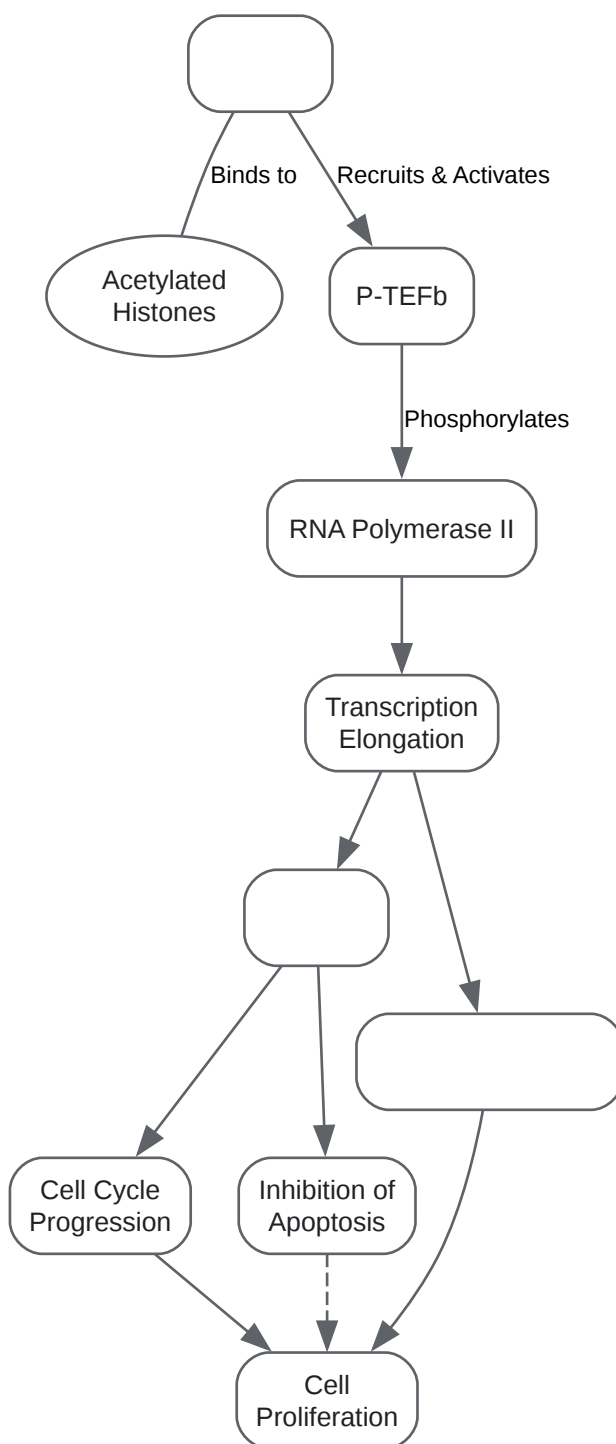 Binds to
Recruits & Activates
Acetylated
Histones
P-TEFb
Phosphorylates
RNA Polymerase II
Transcription
Elongation
Cell Cycle
Progression
Inhibition of
Apoptosis
Cell
Proliferation